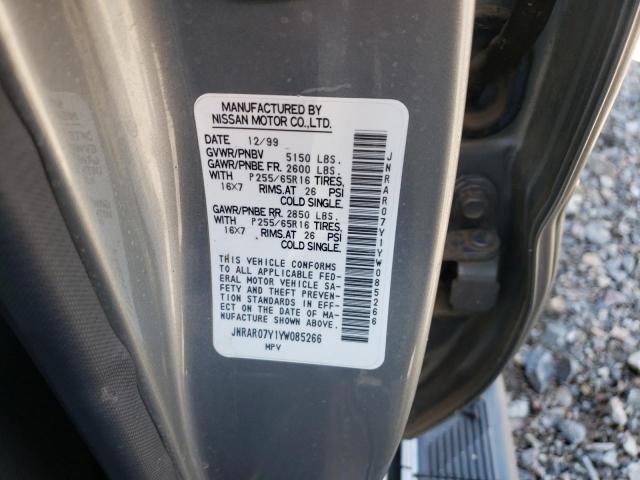 MANUFACTURED BY
NISSAN MOTOR CO.,LTD.
DATE 12/99
GVWR/PNBV 5150 LBS.
GAWR/PNBE FR. 2600 LBS.
WITH P255/65R16 TIRES,
16X7 RIMS.AT 26 PSI
COLD SINGLE.
GAWR/PNBE RR. 2850 LBS.
WITH P255/65R16 TIRES,
16X7 RIMS.AT 26 PSI
COLD SINGLE.
THIS VEHICLE CONFORMS
TO ALL APPLICABLE FED-
ERAL MOTOR VEHICLE SA-
FETY AND THEFT PREVEN-
TION STANDARDS IN EFF-
ECT ON THE DATE OF MA-
NUFACTURE SHOWN ABOVE.
JNRAR07Y1YW085266
MPV
JNRAR07Y1YW085266